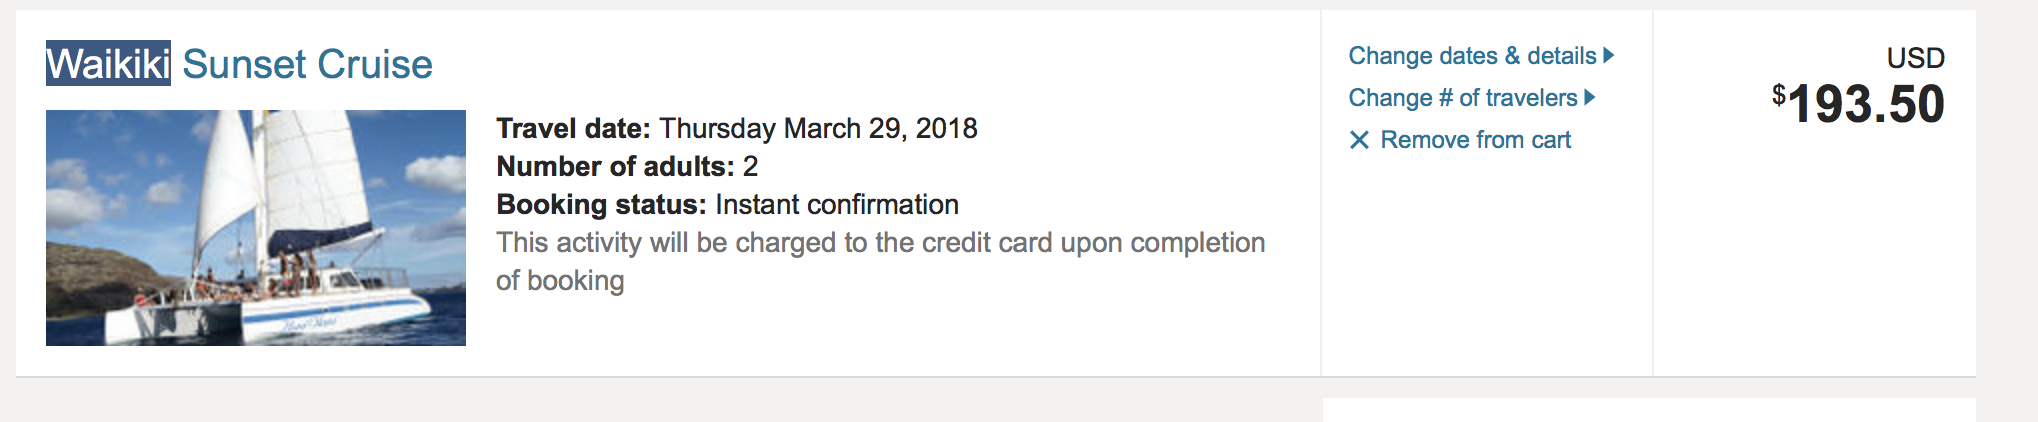 Waikiki Sunset Cruise
Travel date: Thursday March 29, 2018
Number of adults: 2
Booking status: Instant confirmation
This activity will be charged to the credit card upon completion
of booking
Change dates & details
Change # of travelers
Remove from cart
USD
$193.50